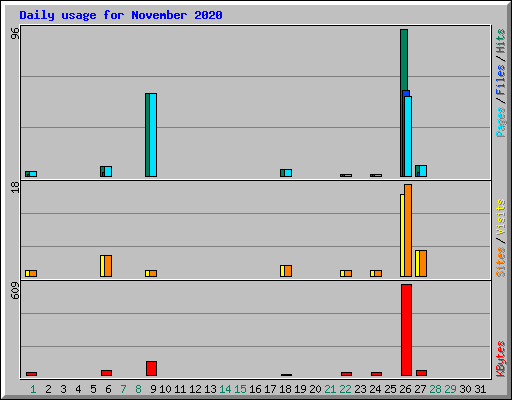 Daily usage for November 2020
96
18
609
Pages / Files / Hits
Sites / Visits
KBytes
1 2 3 4 5 6 7 8 9 10 11 12 13 14 15 16 17 18 19 20 21 22 23 24 25 26 27 28 29 30 31